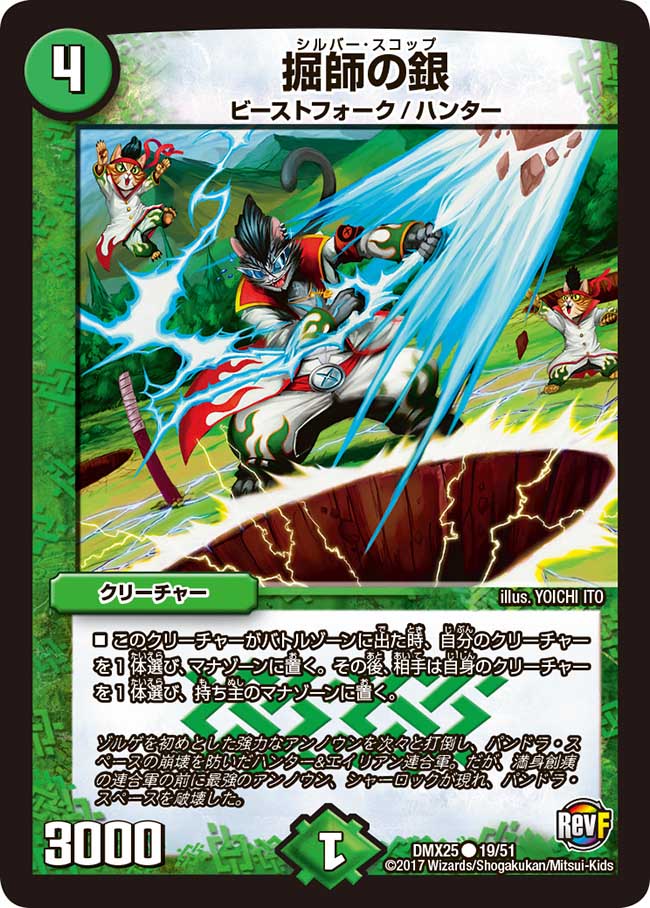 4
シルバー・スコップ
掘師の銀
ビーストフォーク / ハンター
クリーチャー
illus. YOICHI ITO
■ このクリーチャーがバトルゾーンに出た時、自分のクリーチャー
を1体選び、マナゾーンに置く。その後、相手は自身のクリーチャー
を1体選び、持ち主のマナゾーンに置く。
ゾルゲを初めとした強力なアンノウンを次々と打倒し、パンドラ・ス
ペースの崩壊を防いだハンター&エイリアン連合軍。だが、満身創痍
の連合軍の前に最強のアンノウン、シャーロックが現れ、パンドラ・
スペースを破壊した。
RevF
3000
1
DMX25 ● 19/51
©2017 Wizards/Shogakukan/Mitsui-Kids